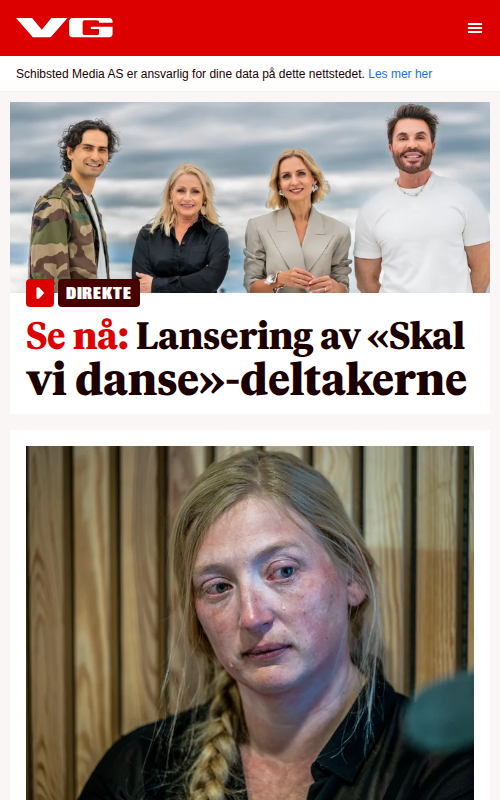 VG
Schibsted Media AS er ansvarlig for dine data på dette nettstedet. Les mer her
DIREKTE
Se nå: Lansering av «Skal
vi danse»-deltakerne